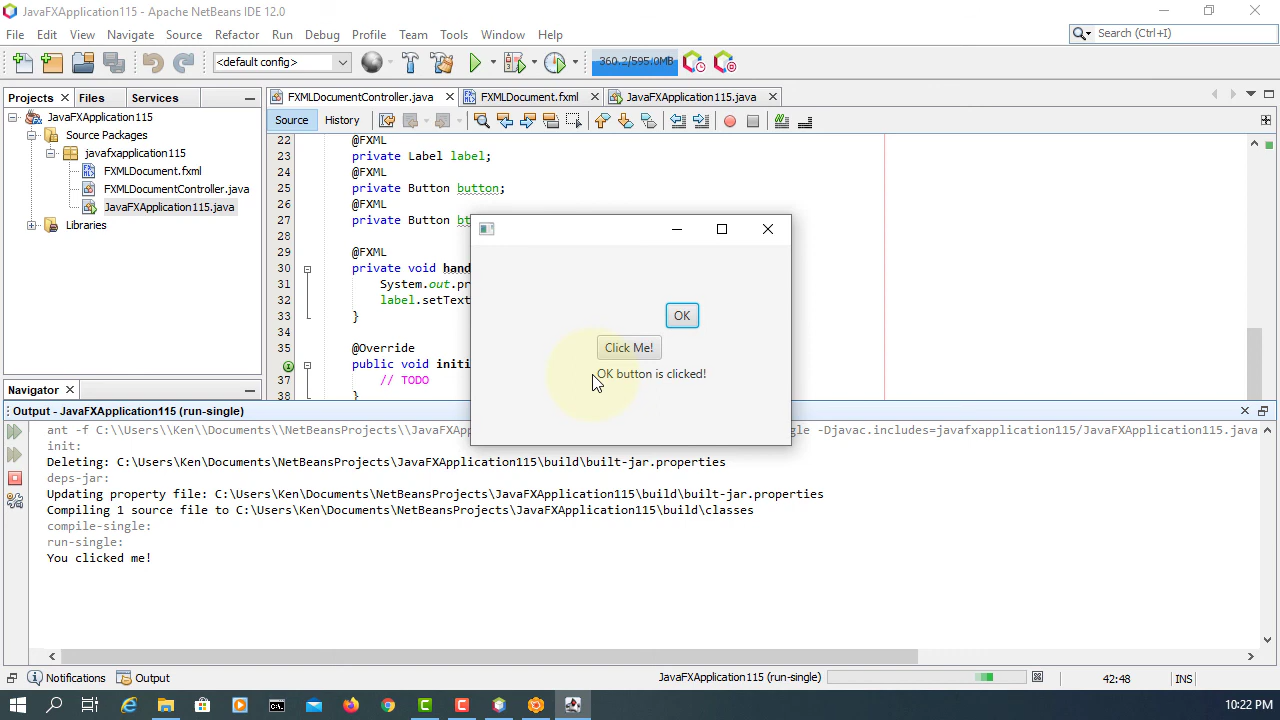 JavaFXApplication115 - Apache NetBeans IDE 12.0
File Edit View Navigate Source Refactor Run Debug Profile Team Tools Window Help
Search (Ctrl+I)
<default config>
360.2/595.0MB
Projects Files Services
FXMLDocumentController.java FXMLDocument.fxml JavaFXApplication115.java
JavaFXApplication115
Source Packages
javafxapplication115
FXMLDocument.fxml
FXMLDocumentController.java
JavaFXApplication115.java
Libraries
Navigator
Source History
22 @FXML
23 private Label label;
24 @FXML
25 private Button button;
26 @FXML
27 private Button bt
28
29 @FXML
30 private void hand
31 System.out.pr
32 label.setText
33 }
34
35 @Override
public void initi
37 // TODO
38 }
OK
Click Me!
OK button is clicked!
Output - JavaFXApplication115 (run-single)
ant -f C:\\Users\\Ken\\Documents\\NetBeansProjects\\JavaFXApp ge -Djavac.includes=javafxapplication115/JavaFXApplication115.java
init:
Deleting: C:\Users\Ken\Documents\NetBeansProjects\JavaFXApplication115\build\built-jar.properties
deps-jar:
Updating property file: C:\Users\Ken\Documents\NetBeansProjects\JavaFXApplication115\build\built-jar.properties
Compiling 1 source file to C:\Users\Ken\Documents\NetBeansProjects\JavaFXApplication115\build\classes
compile-single:
run-single:
You clicked me!
Notifications Output JavaFXApplication115 (run-single) 42:48 INS
10:22 PM